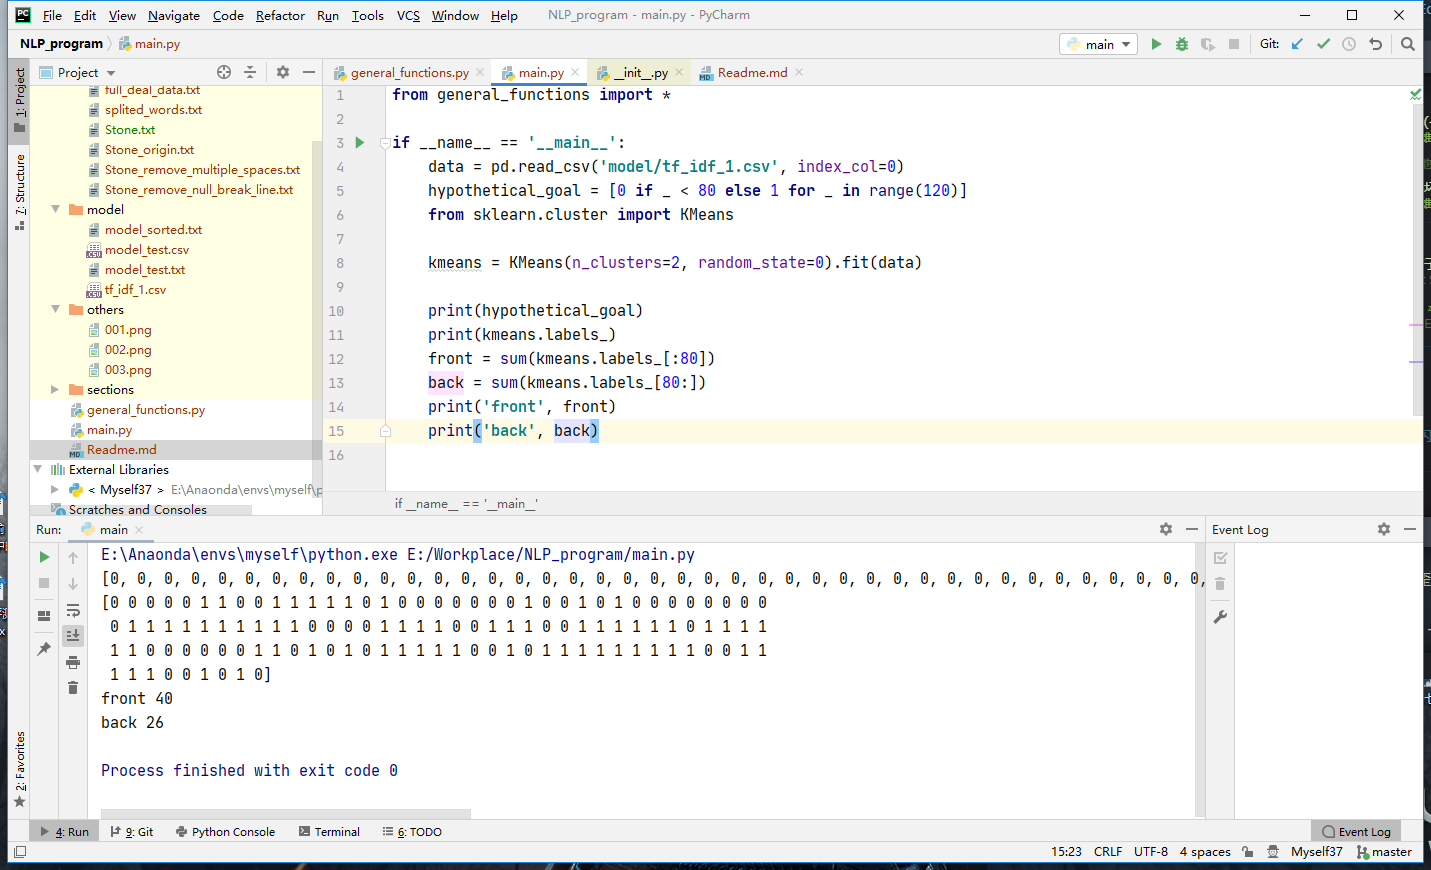 File Edit View Navigate Code Refactor Run Tools VCS Window Help NLP_program - main.py - PyCharm
NLP_program main.py main Git:
1: Project
Project
general_functions.py main.py __init__.py Readme.md
full_deal_data.txt
splited_words.txt
Stone.txt
Stone_origin.txt
Stone_remove_multiple_spaces.txt
Stone_remove_null_break_line.txt
model
model_sorted.txt
model_test.csv
model_test.txt
tf_idf_1.csv
others
001.png
002.png
003.png
sections
general_functions.py
main.py
Readme.md
External Libraries
< Myself37 > E:\Anaonda\envs\myself\p
Scratches and Consoles
7: Structure
2: Favorites
1 from general_functions import *
2
3 if __name__ == '__main__':
4 data = pd.read_csv('model/tf_idf_1.csv', index_col=0)
5 hypothetical_goal = [0 if _ < 80 else 1 for _ in range(120)]
6 from sklearn.cluster import KMeans
7
8 kmeans = KMeans(n_clusters=2, random_state=0).fit(data)
9
10 print(hypothetical_goal)
11 print(kmeans.labels_)
12 front = sum(kmeans.labels_[:80])
13 back = sum(kmeans.labels_[80:])
14 print('front', front)
15 print('back', back)
16
if __name__ == '__main__'
Run: main
Event Log
E:\Anaonda\envs\myself\python.exe E:/Workplace/NLP_program/main.py
[0, 0, 0, 0, 0, 0, 0, 0, 0, 0, 0, 0, 0, 0, 0, 0, 0, 0, 0, 0, 0, 0, 0, 0, 0, 0, 0, 0, 0, 0, 0, 0, 0, 0, 0, 0, 0, 0, 0, 0, 0,
[0 0 0 0 0 1 1 0 0 1 1 1 1 1 0 1 0 0 0 0 0 0 0 1 0 0 1 0 1 0 0 0 0 0 0 0 0
0 1 1 1 1 1 1 1 1 1 1 0 0 0 0 1 1 1 1 0 0 1 1 1 0 0 1 1 1 1 1 1 0 1 1 1 1
1 1 0 0 0 0 0 0 1 1 0 1 0 1 0 1 1 1 1 1 0 0 1 0 1 1 1 1 1 1 1 1 1 0 0 1 1
1 1 1 0 0 1 0 1 0]
front 40
back 26
Process finished with exit code 0
4: Run 9: Git Python Console Terminal 6: TODO Event Log
15:23 CRLF UTF-8 4 spaces Myself37 master